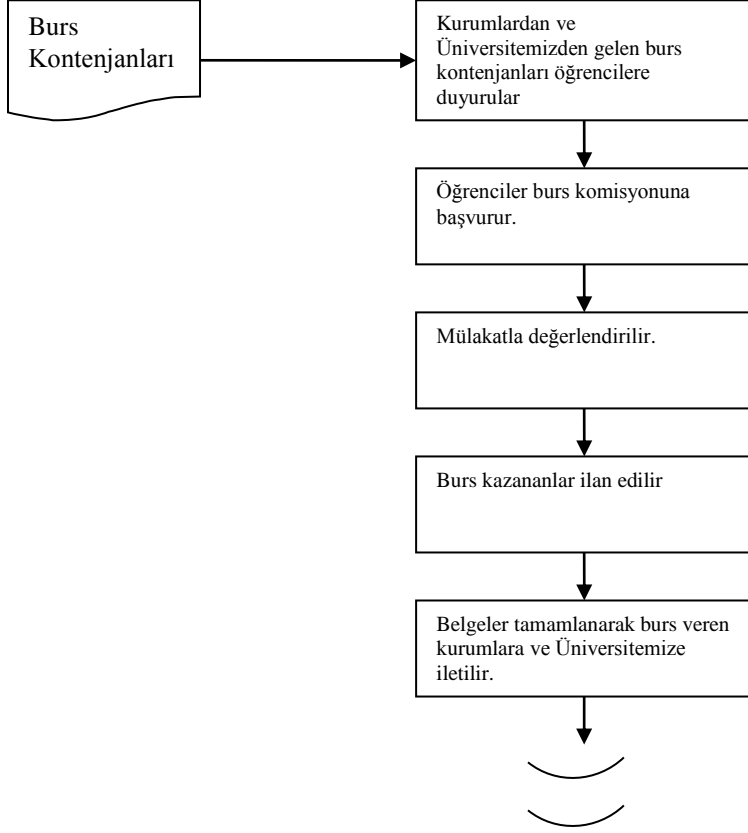 Burs
Kontenjanları
Kurumlardan ve
Üniversitemizden gelen burs
kontenjanları öğrencilere
duyurular
Öğrenciler burs komisyonuna
başvurur.
Mülakatla değerlendirilir.
Burs kazananlar ilan edilir
Belgeler tamamlanarak burs veren
kurumlara ve Üniversitemize
iletilir.